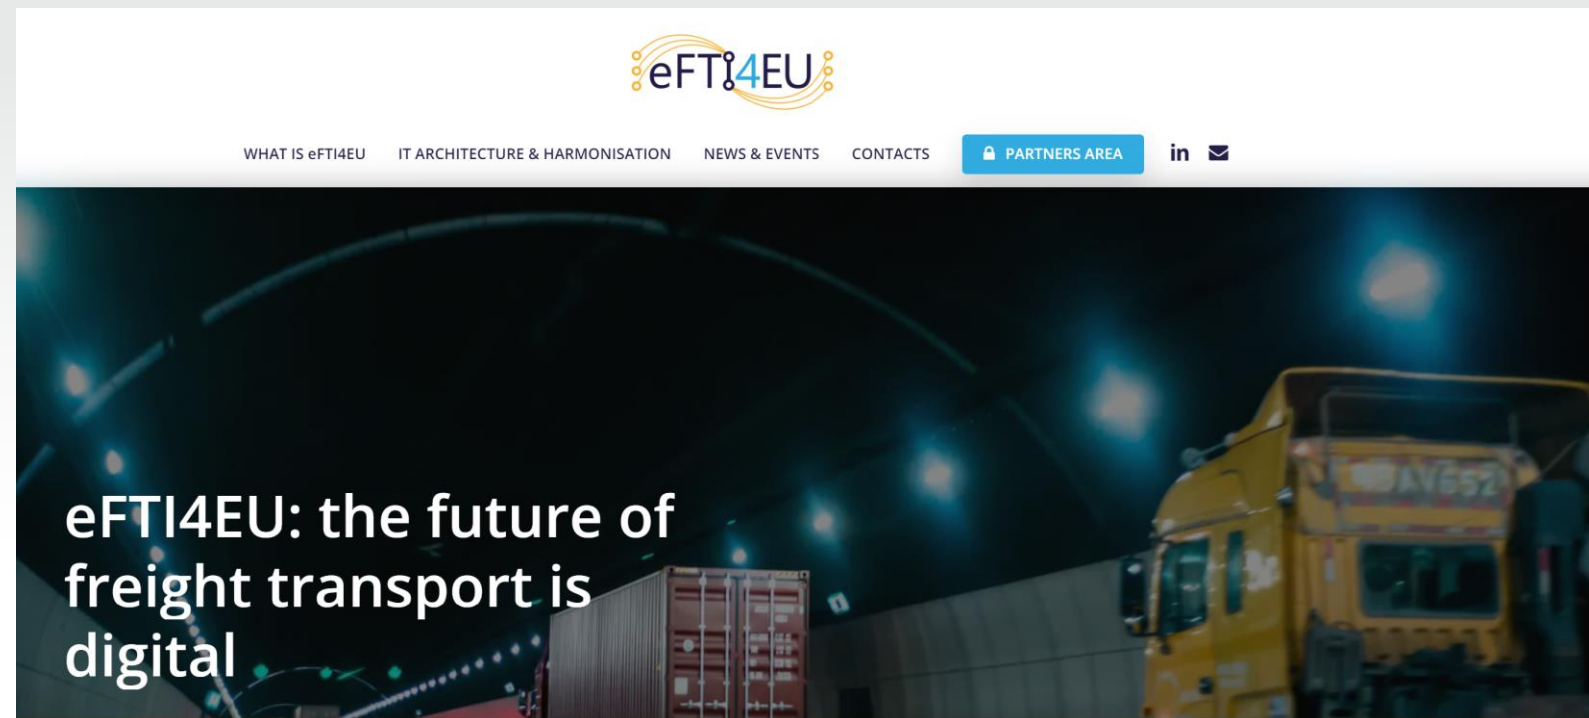 eFTI4EU
WHAT IS eFTI4EU IT ARCHITECTURE & HARMONISATION NEWS & EVENTS CONTACTS PARTNERS AREA in
eFTI4EU: the future of
freight transport is
digital